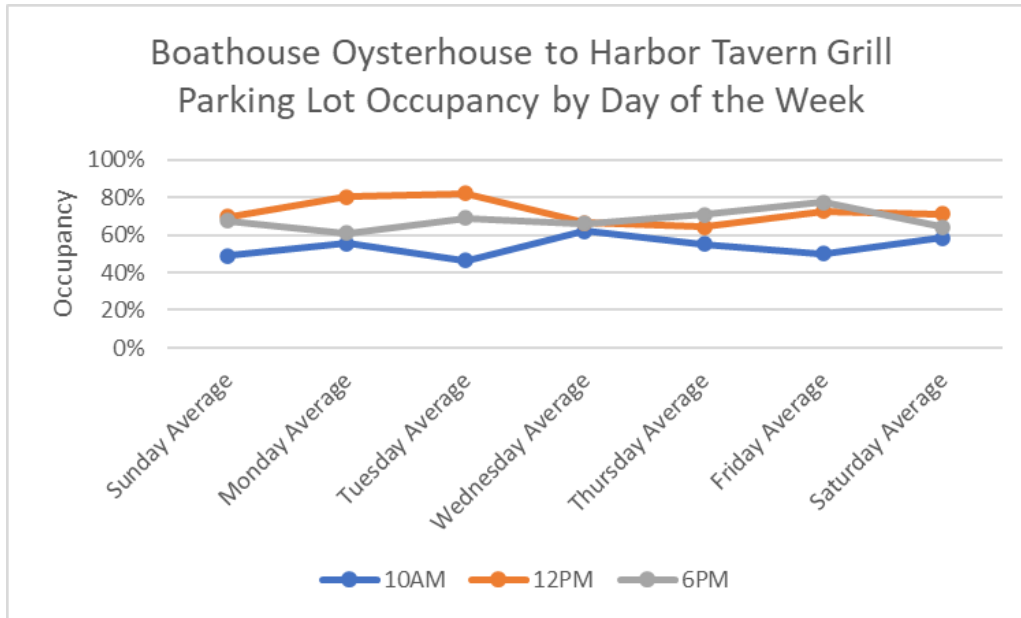 Boathouse Oysterhouse to Harbor Tavern Grill
Parking Lot Occupancy by Day of the Week
Occupancy
100%
80%
60%
40%
20%
0%
Sunday Average
Monday Average
Tuesday Average
Wednesday Average
Thursday Average
Friday Average
Saturday Average
10AM
12PM
6PM